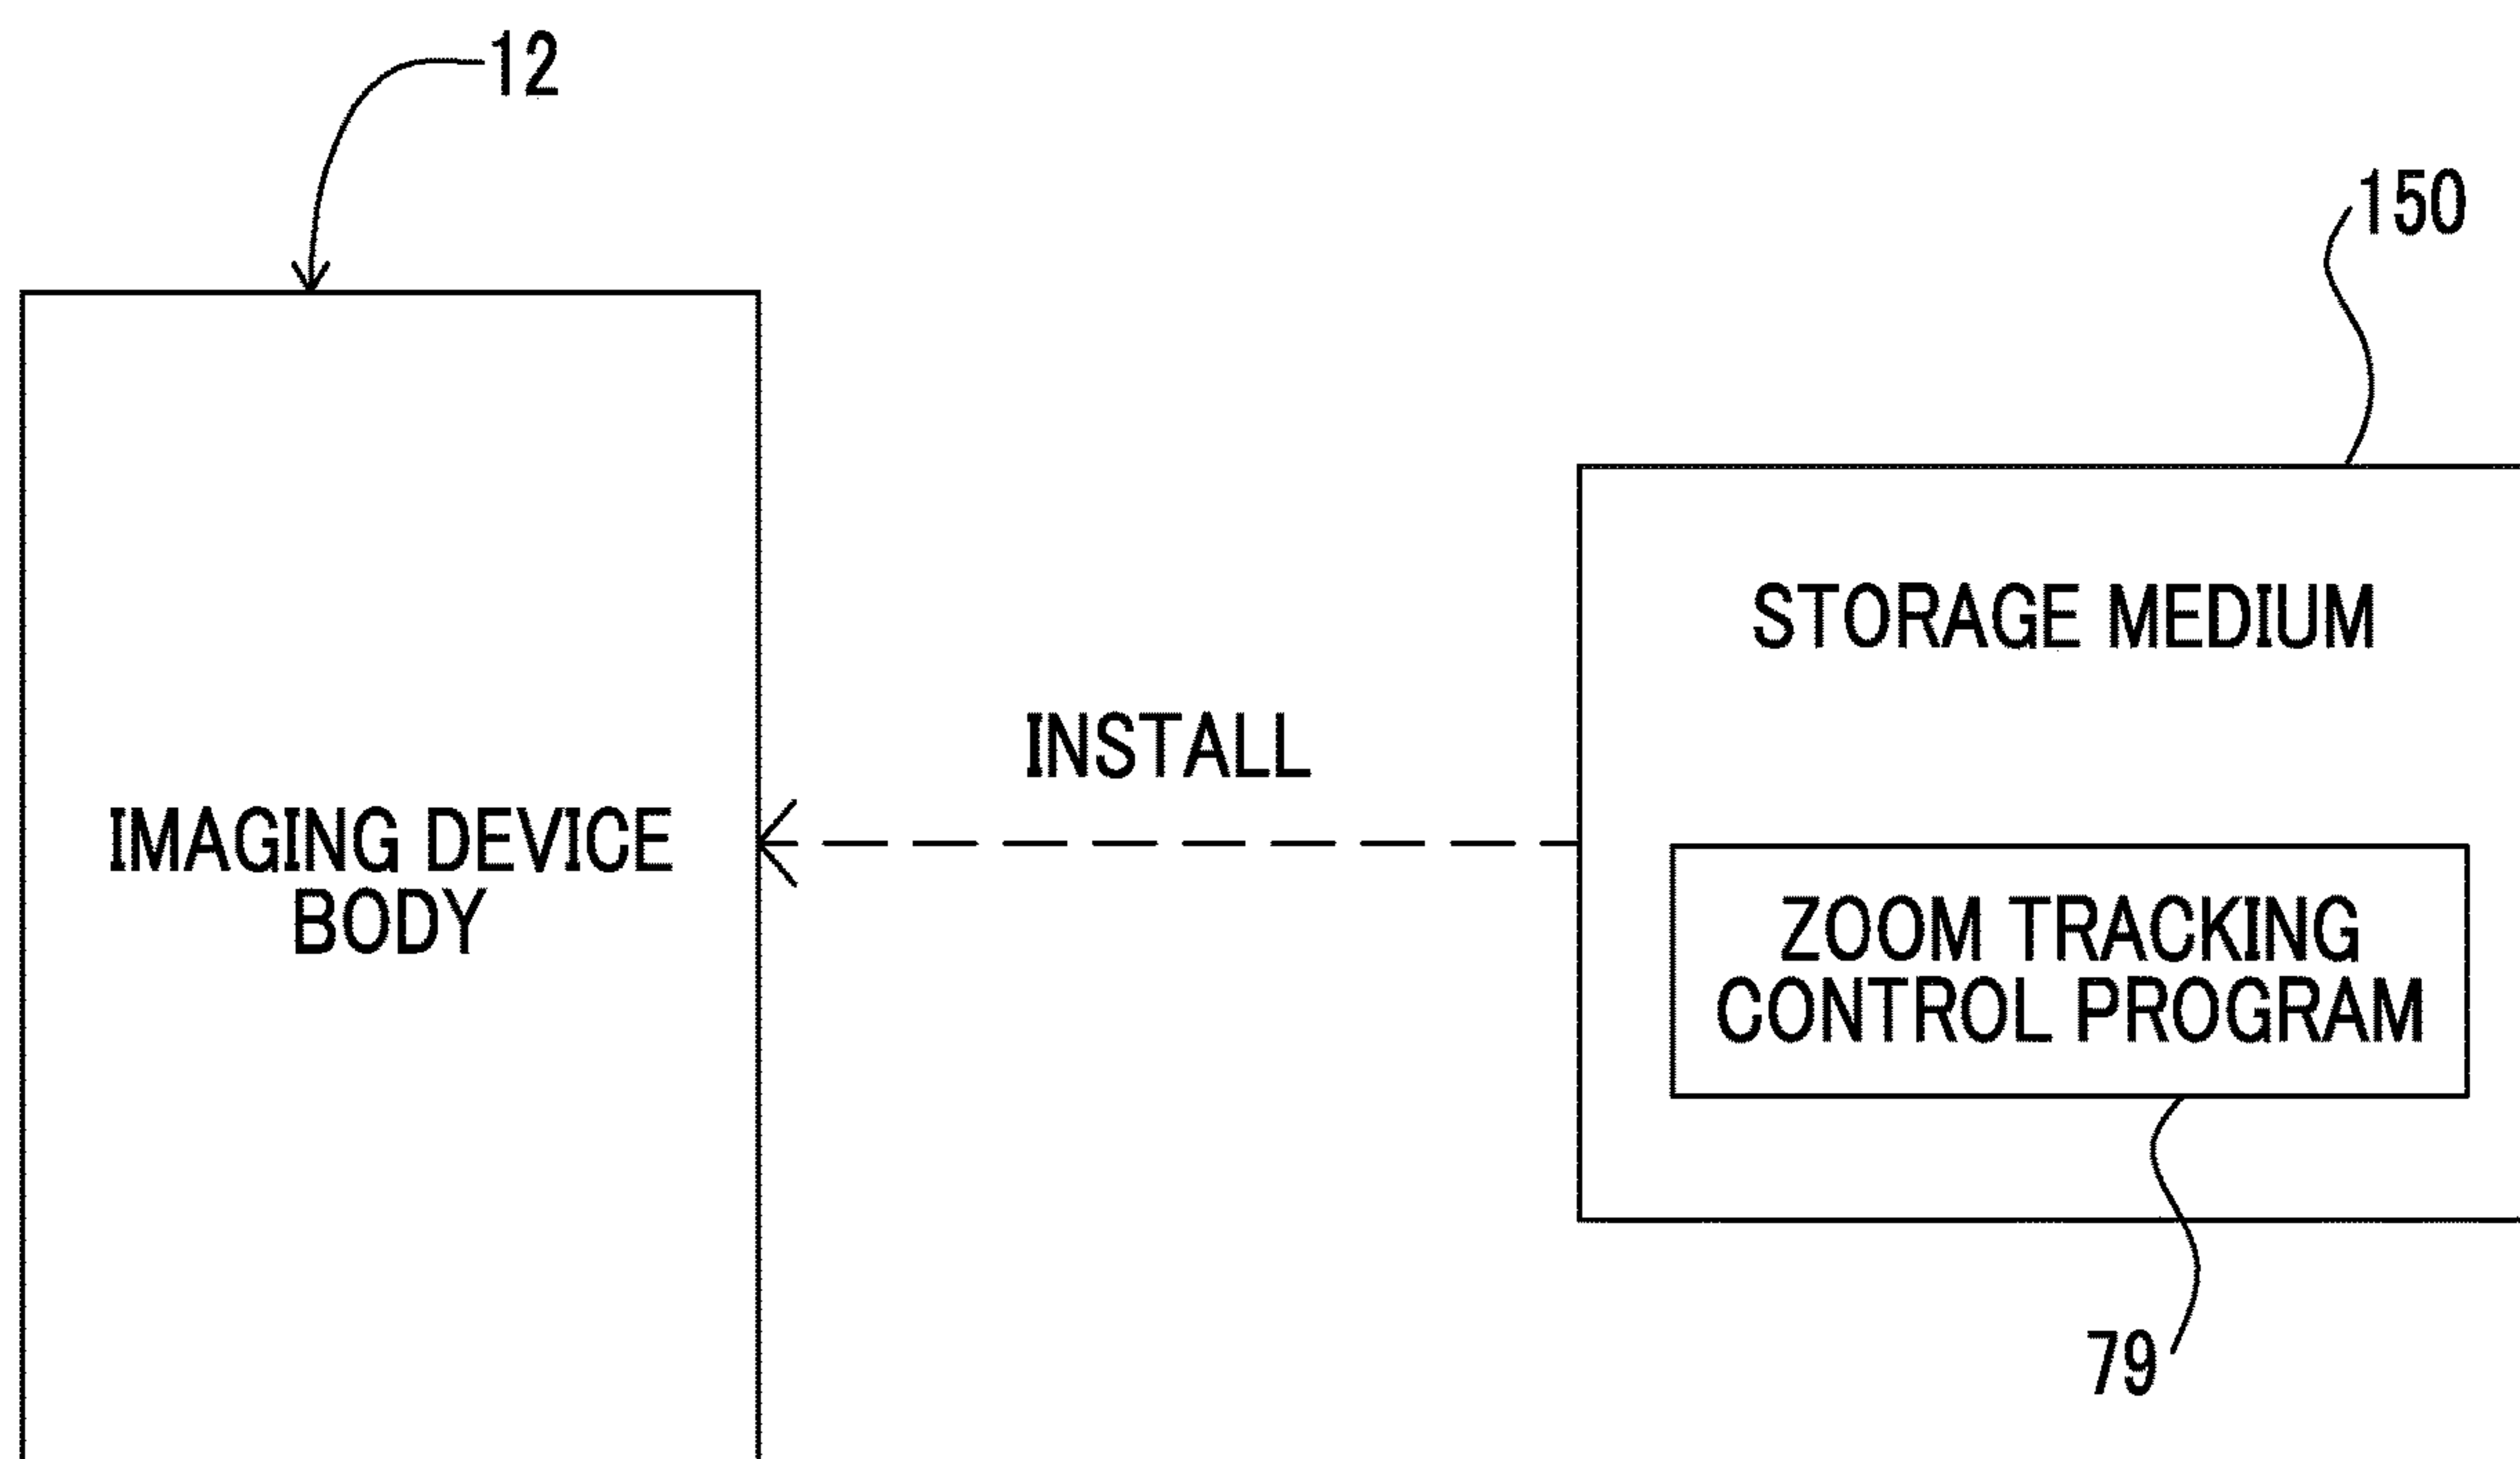 12
150
STORAGE MEDIUM
INSTALL
IMAGING DEVICE
BODY
ZOOM TRACKING
CONTROL PROGRAM
79